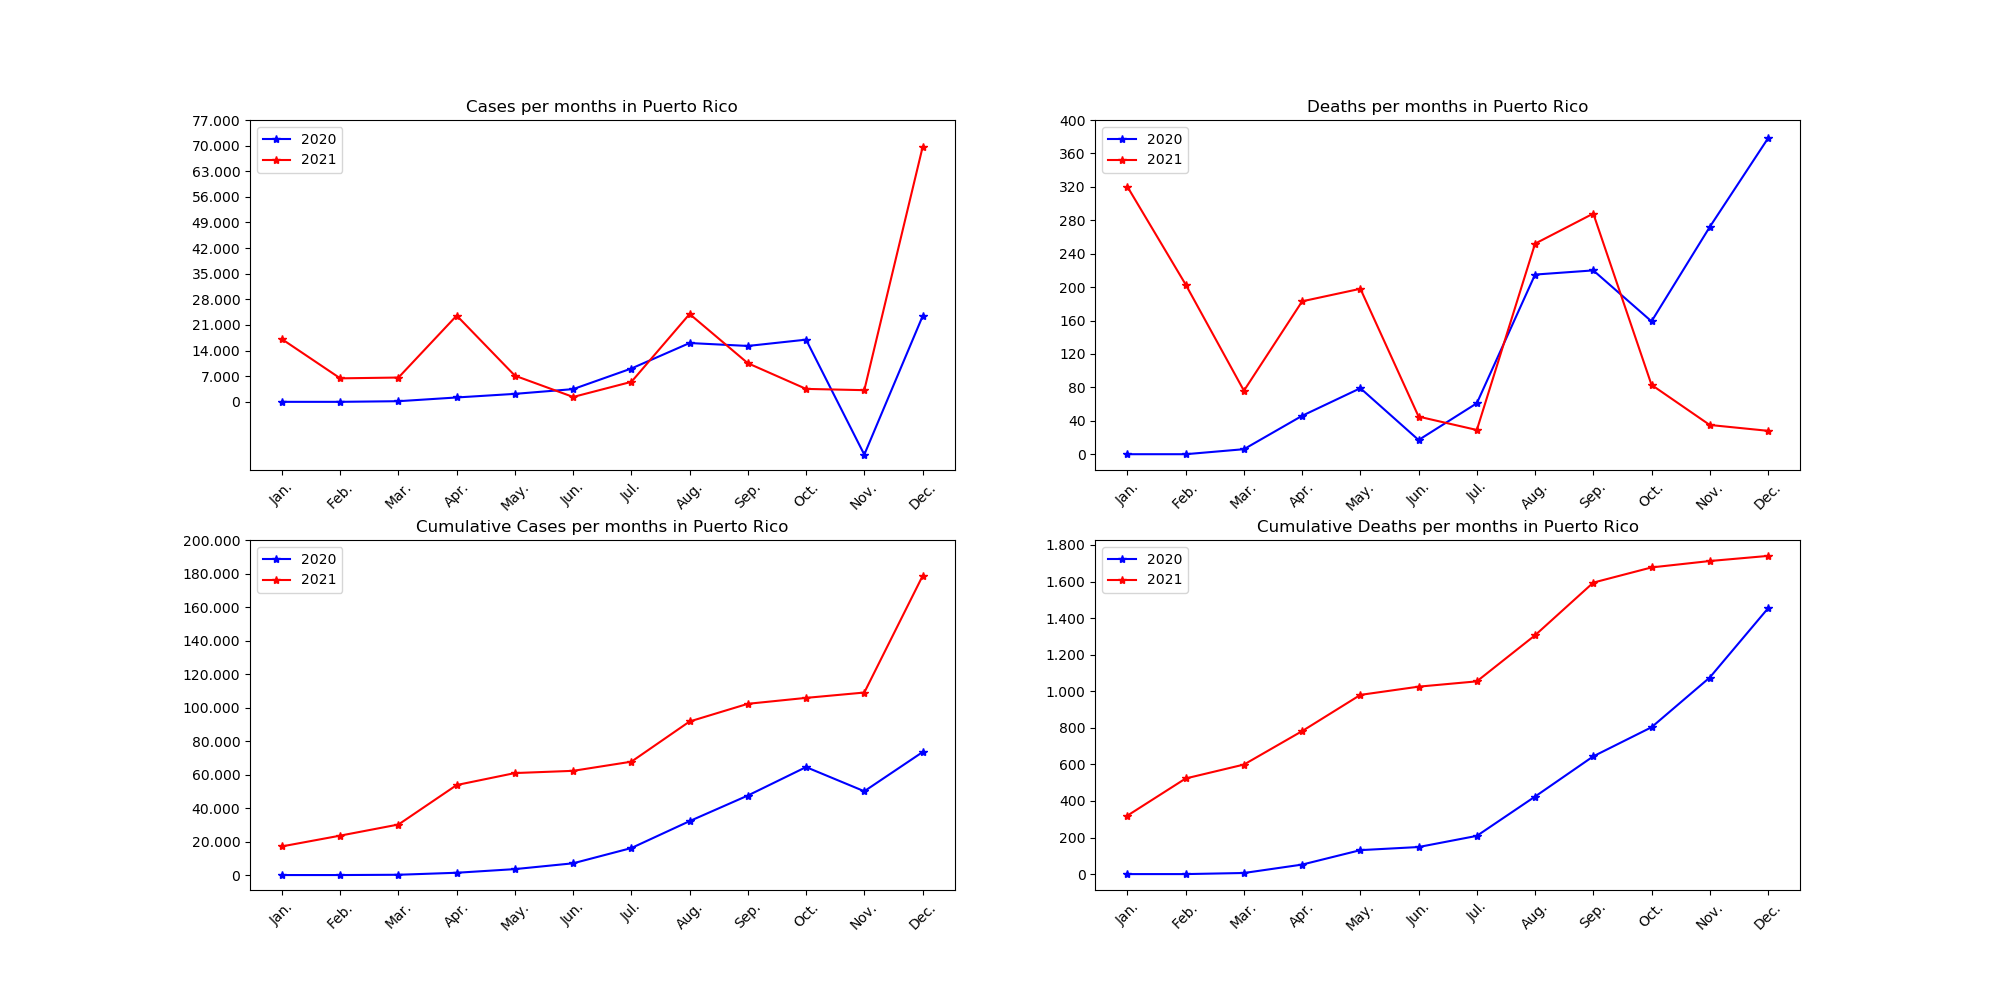 Cases per months in Puerto Rico
77.000
70.000
63.000
56.000
49.000
42.000
35.000
28.000
21.000
14.000
7.000
0
2020
2021
Jan.
Feb.
Mar.
Apr.
May.
Jun.
Jul.
Aug.
Sep.
Oct.
Nov.
Dec.
Deaths per months in Puerto Rico
400
360
320
280
240
200
160
120
80
40
0
2020
2021
Jan.
Feb.
Mar.
Apr.
May.
Jun.
Jul.
Aug.
Sep.
Oct.
Nov.
Dec.
Cumulative Cases per months in Puerto Rico
200.000
180.000
160.000
140.000
120.000
100.000
80.000
60.000
40.000
20.000
0
2020
2021
Jan.
Feb.
Mar.
Apr.
May.
Jun.
Jul.
Aug.
Sep.
Oct.
Nov.
Dec.
Cumulative Deaths per months in Puerto Rico
1.800
1.600
1.400
1.200
1.000
800
600
400
200
0
2020
2021
Jan.
Feb.
Mar.
Apr.
May.
Jun.
Jul.
Aug.
Sep.
Oct.
Nov.
Dec.